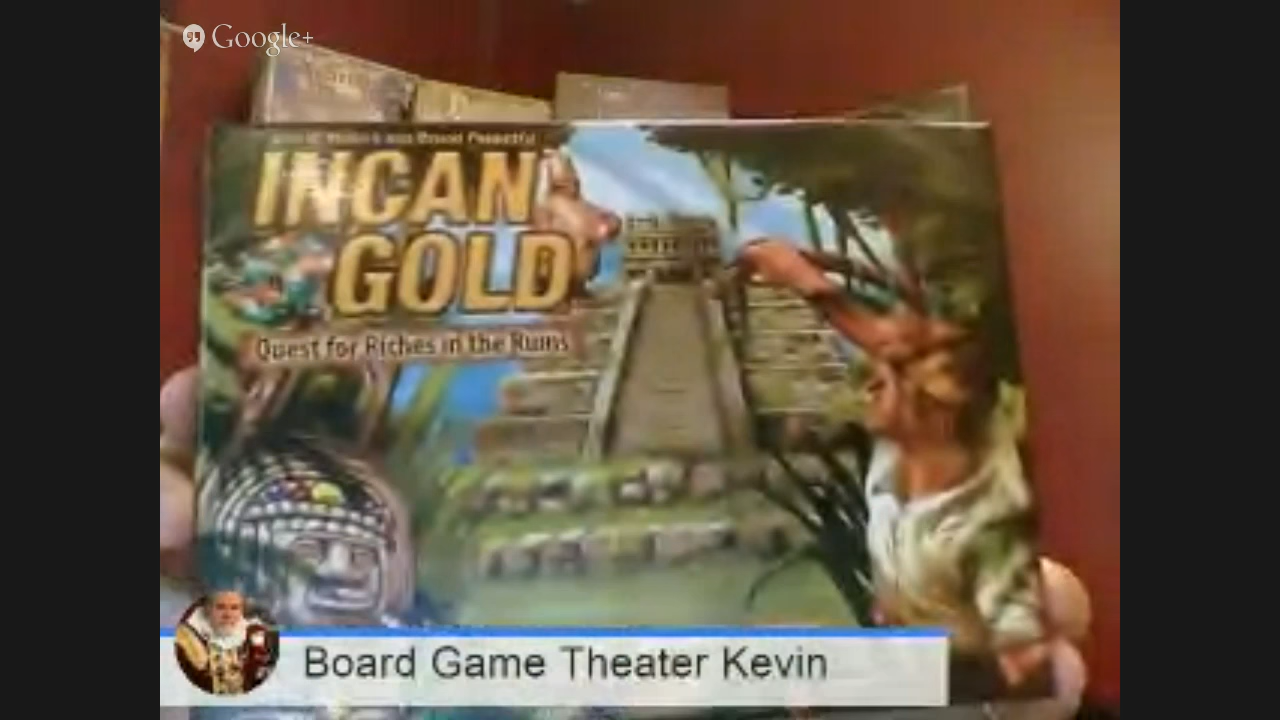 Google+
INCAN
GOLD
Quest for Riches in the Ruins
Board Game Theater Kevin